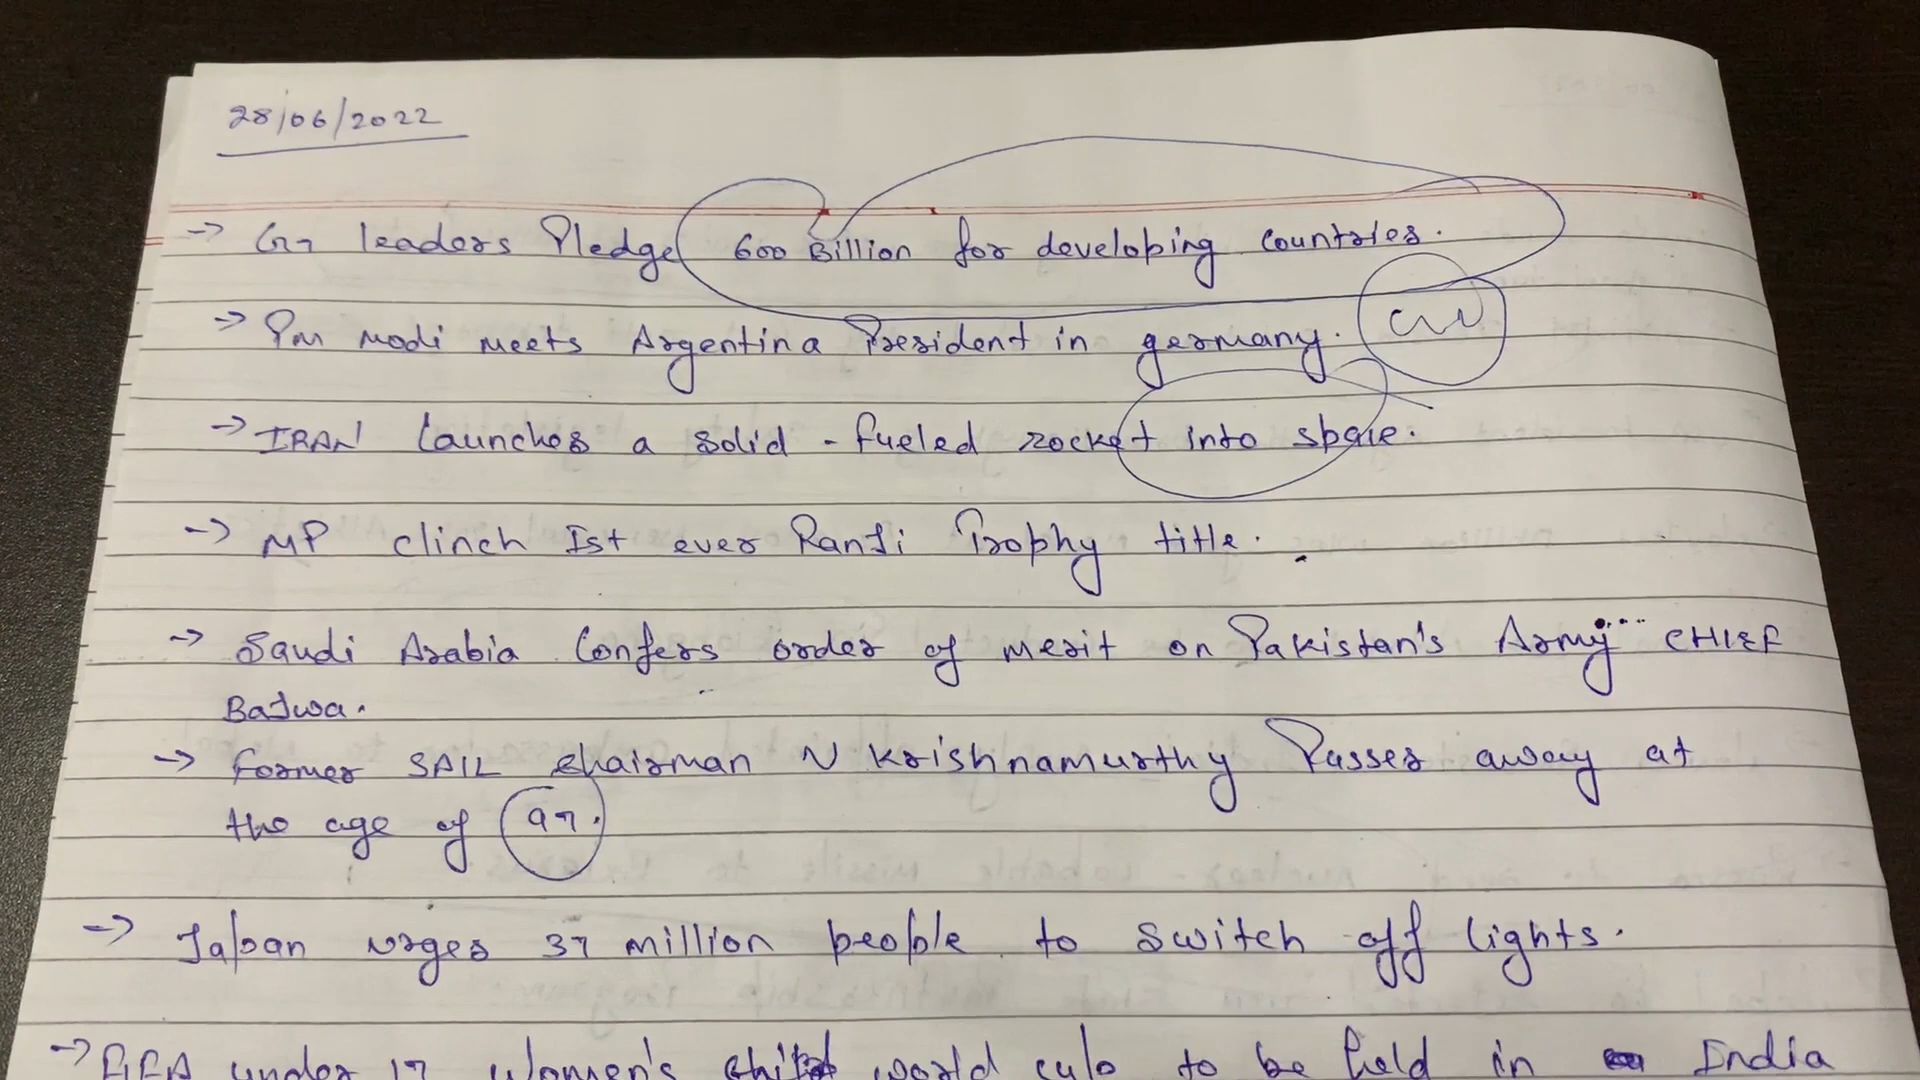 28/06/2022
→ G7 leaders Pledge 600 Billion for developing countries.
→ Pm modi meets Argentina President in germany.
→ IRAN launches a solid - fueled rocket into space.
→ MP clinch Ist ever Ranji Trophy title.
→ Saudi Arabia Confers order of merit on Pakistan's Army CHIEF
Bajwa.
→ Former SAIL chairman N Krishnamurthy Passes away at
the age of 97.
→ Japan urges 37 million people to switch off lights.
→ FIFA under 17 women's world cup to be held in India